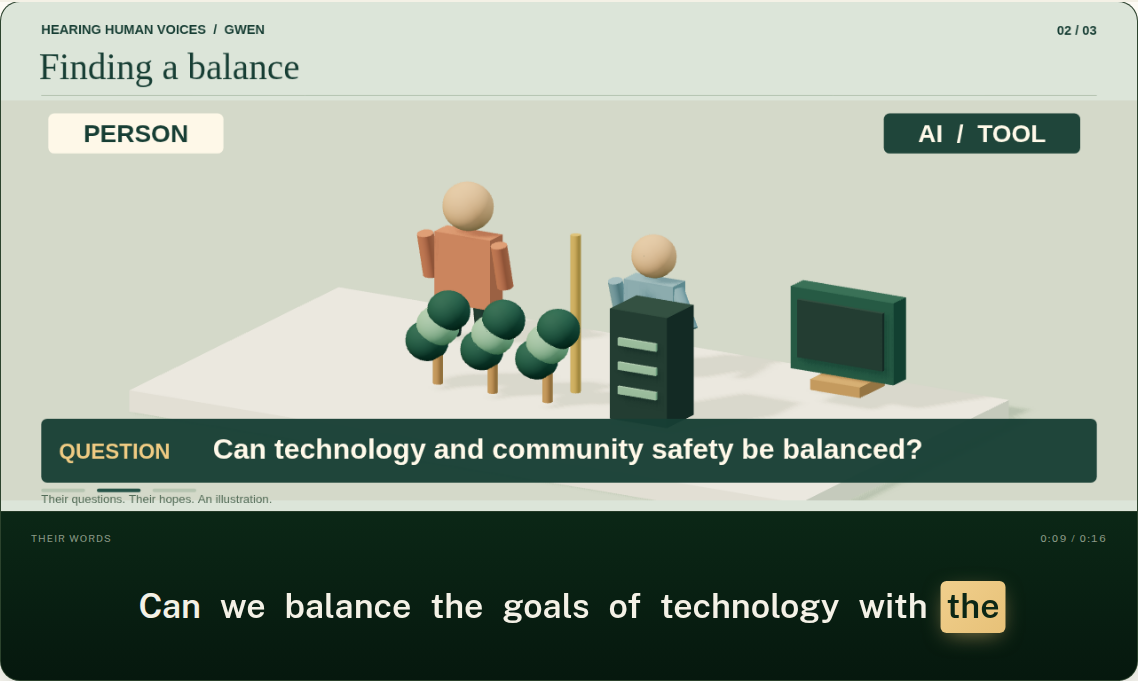 HEARING HUMAN VOICES / GWEN
02 / 03
Finding a balance
PERSON
AI / TOOL
QUESTION Can technology and community safety be balanced?
Their questions. Their hopes. An illustration.
THEIR WORDS
0:09 / 0:16
Can we balance the goals of technology with the